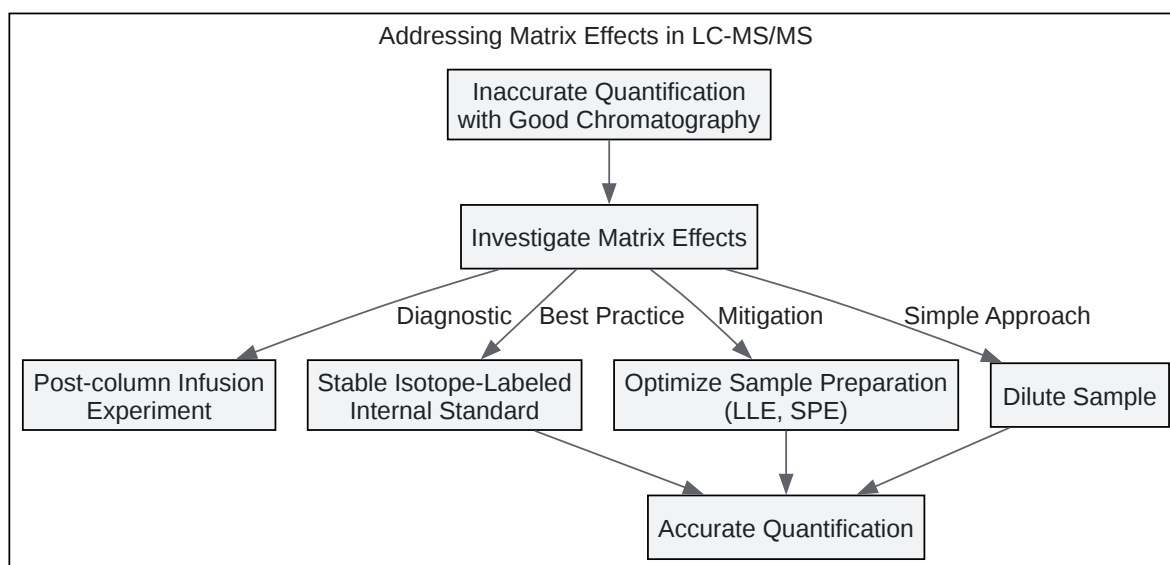 Addressing Matrix Effects in LC-MS/MS
Inaccurate Quantification
with Good Chromatography
Investigate Matrix Effects
Diagnostic
Best Practice
Mitigation
Simple Approach
Post-column Infusion
Experiment
Stable Isotope-Labeled
Internal Standard
Optimize Sample Preparation
(LLE, SPE)
Dilute Sample
Accurate Quantification